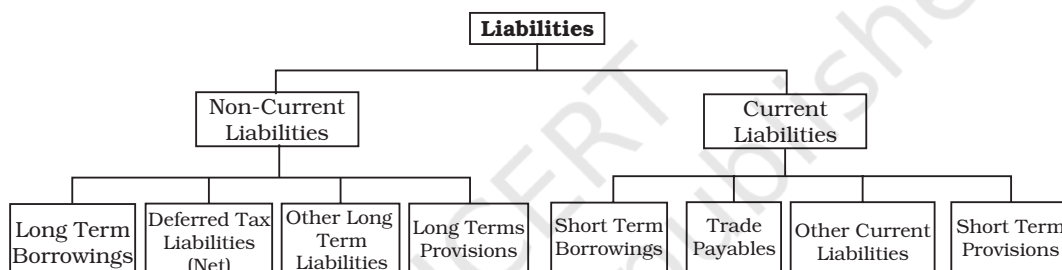 Liabilities
Non-Current
Liabilities
Current
Liabilities
Long Term
Borrowings
Deferred Tax
Liabilities
(Net)
Other Long
Term
Liabilities
Long Terms
Provisions
Short Term
Borrowings
Trade
Payables
Other Current
Liabilities
Short Term
Provisions